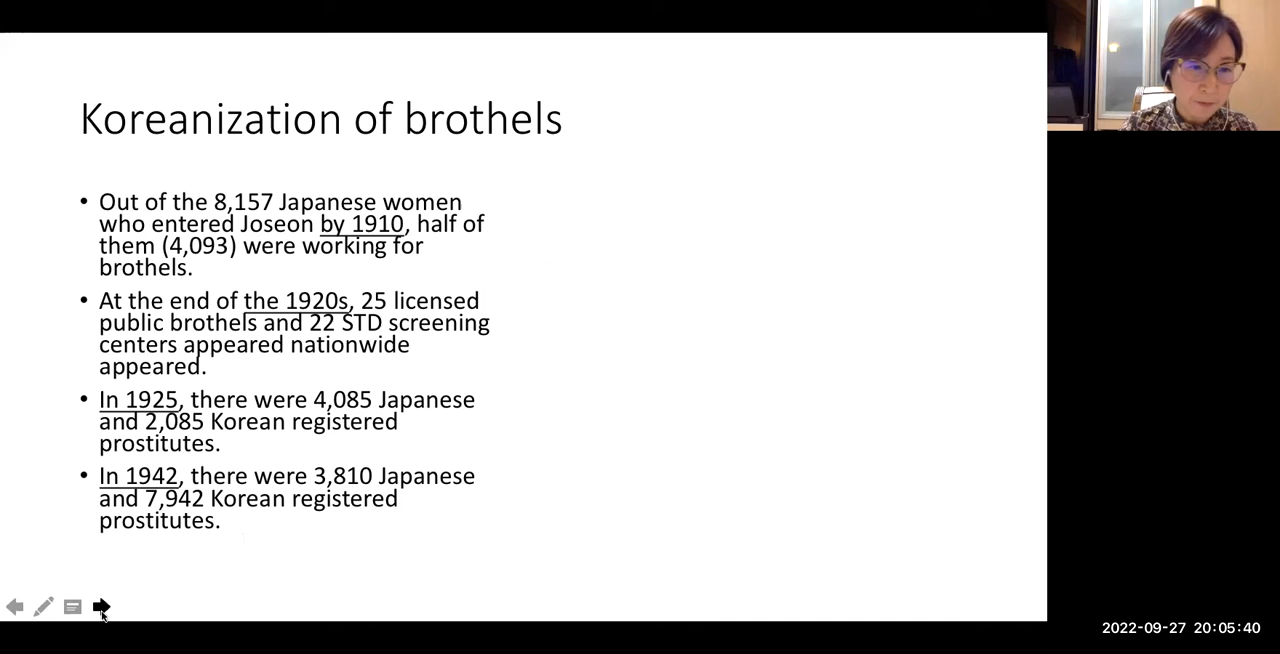 Koreanization of brothels
• Out of the 8,157 Japanese women
who entered Joseon by 1910, half of
them (4,093) were working for
brothels.
• At the end of the 1920s, 25 licensed
public brothels and 22 STD screening
centers appeared nationwide
appeared.
• In 1925, there were 4,085 Japanese
and 2,085 Korean registered
prostitutes.
• In 1942, there were 3,810 Japanese
and 7,942 Korean registered
prostitutes.
2022-09-27 20:05:40